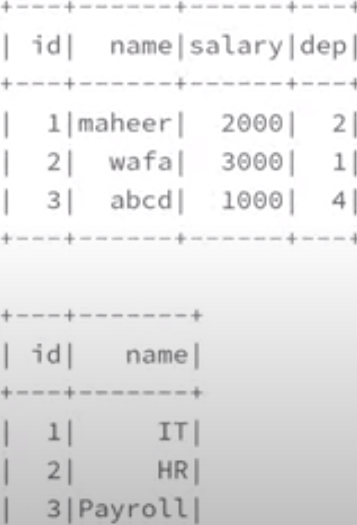 +---+------+------+---+
| id|  name|salary|dep|
+---+------+------+---+
|  1|maheer|  2000|  2|
|  2|  wafa|  3000|  1|
|  3|  abcd|  1000|  4|
+---+------+------+---+
+---+-------+
| id|   name|
+---+-------+
|  1|     IT|
|  2|     HR|
|  3|Payroll|